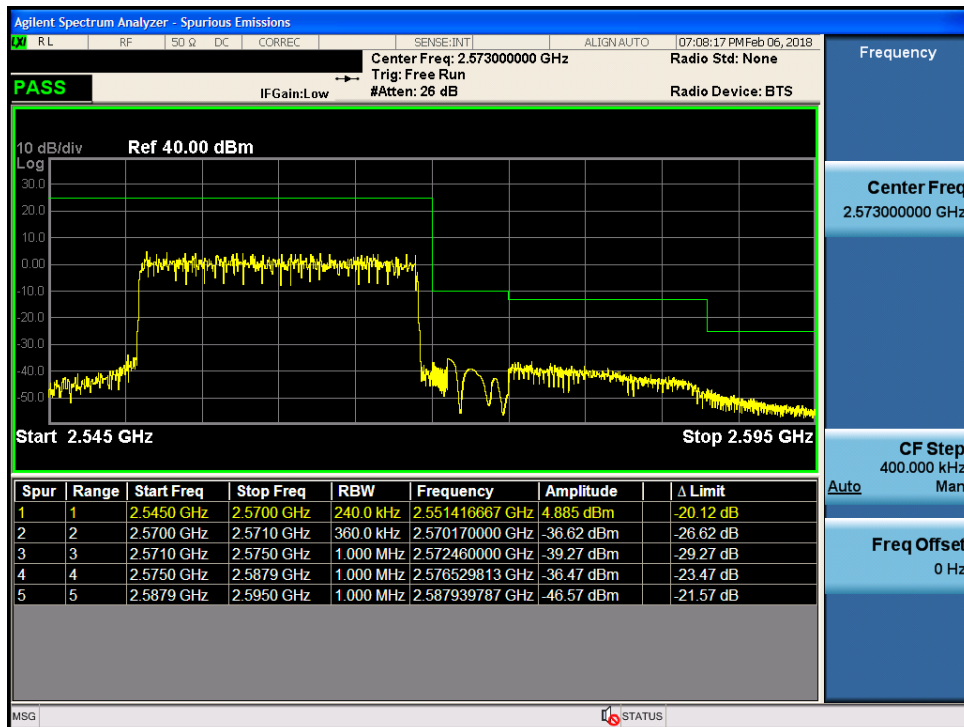 Agilent Spectrum Analyzer - Spurious Emissions
LXI RL RF 50 Ω DC CORREC SENSE:INT ALIGN AUTO 07:08:17 PM Feb 06, 2018
Center Freq: 2.573000000 GHz Radio Std: None
Trig: Free Run
PASS IFGain:Low #Atten: 26 dB Radio Device: BTS
10 dB/div Ref 40.00 dBm
Log
30.0
20.0
10.0
0.00
-10.0
-20.0
-30.0
-40.0
-50.0
Start 2.545 GHz Stop 2.595 GHz
Spur Range Start Freq Stop Freq RBW Frequency Amplitude Δ Limit
1 1 2.5450 GHz 2.5700 GHz 240.0 kHz 2.551416667 GHz 4.885 dBm -20.12 dB
2 2 2.5700 GHz 2.5710 GHz 360.0 kHz 2.570170000 GHz -36.62 dBm -26.62 dB
3 3 2.5710 GHz 2.5750 GHz 1.000 MHz 2.572460000 GHz -39.27 dBm -29.27 dB
4 4 2.5750 GHz 2.5879 GHz 1.000 MHz 2.576529813 GHz -36.47 dBm -23.47 dB
5 5 2.5879 GHz 2.5950 GHz 1.000 MHz 2.587939787 GHz -46.57 dBm -21.57 dB
MSG STATUS
Frequency
Center Freq
2.573000000 GHz
CF Step
400.000 kHz
Auto Man
Freq Offset
0 Hz